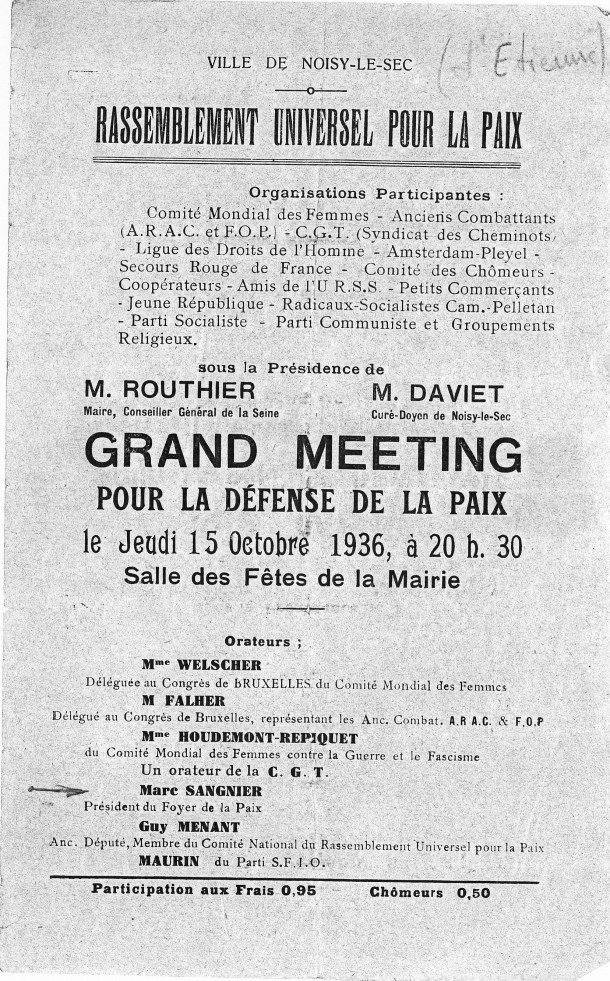 VILLE DE NOISY-LE-SEC
(d'Etienne)
RASSEMBLEMENT UNIVERSEL POUR LA PAIX
Organisations Participantes :
Comité Mondial des Femmes - Anciens Combattants
(A.R.A.C. et F.O.P.) - C.G.T. (Syndicat des Cheminots)
- Ligue des Droits de l'Homme - Amsterdam-Pleyel -
Secours Rouge de France - Comité des Chômeurs -
Coopérateurs - Amis de l'U R.S.S. - Petits Commerçants
- Jeune République - Radicaux-Socialistes Cam.-Pelletan
- Parti Socialiste - Parti Communiste et Groupements
Religieux.
sous la Présidence de
M. ROUTHIER M. DAVIET
Maire, Conseiller Général de la Seine Curé-Doyen de Noisy-le-Sec
GRAND MEETING
POUR LA DÉFENSE DE LA PAIX
le Jeudi 15 Octobre 1936, à 20 h. 30
Salle des Fêtes de la Mairie
Orateurs ;
Mme WELSCHER
Déléguée au Congrès de bRUXELLES du Comité Mondial des Femmes
M FALHER
Délégué au Congrès de Bruxelles, représentant les Anc. Combat. A.R A.C. & F.O.P
Mme HOUDEMONT-REPIQUET
du Comité Mondial des Femmes contre la Guerre et le Fascisme
Un orateur de la C. G. T.
Marc SANGNIER
Président du Foyer de la Paix
Guy MENANT
Anc. Député, Membre du Comité National du Rassemblement Universel pour la Paix
MAURIN du Parti S.F.I.O.
Participation aux Frais 0,95 Chômeurs 0,50